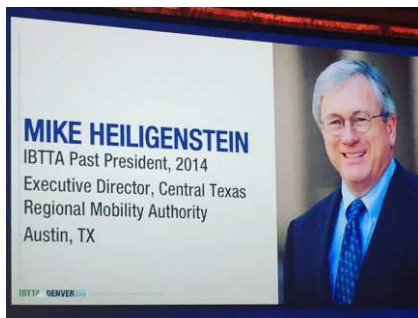 MIKE HEILIGENSTEIN
IBTTA Past President, 2014
Executive Director, Central Texas
Regional Mobility Authority
Austin, TX
IBTTA DENVER